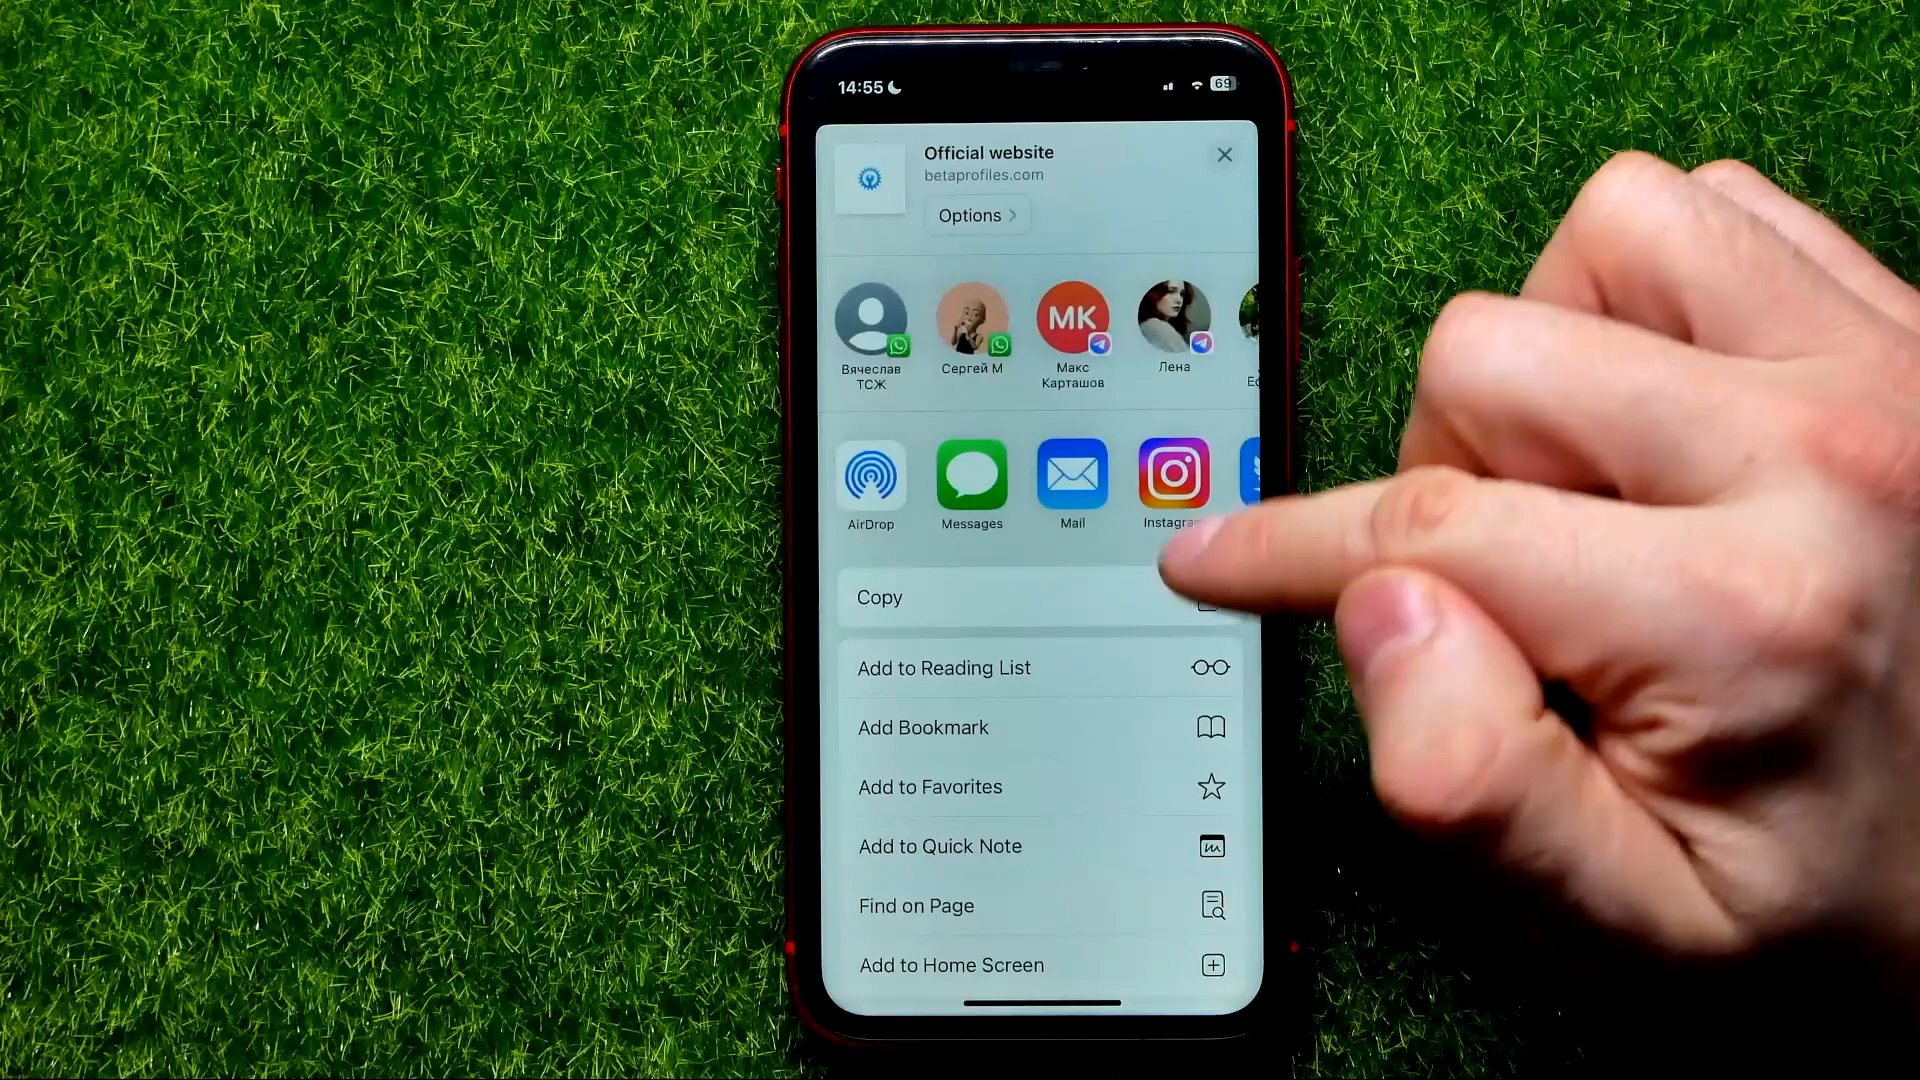 14:55
69
Official website
betaprofiles.com
Options
MK
Вячеслав
ТСЖ
Сергей М
Макс
Карташов
Лена
AirDrop
Messages
Mail
Copy
Add to Reading List
Add Bookmark
Add to Favorites
Add to Quick Note
Find on Page
Add to Home Screen